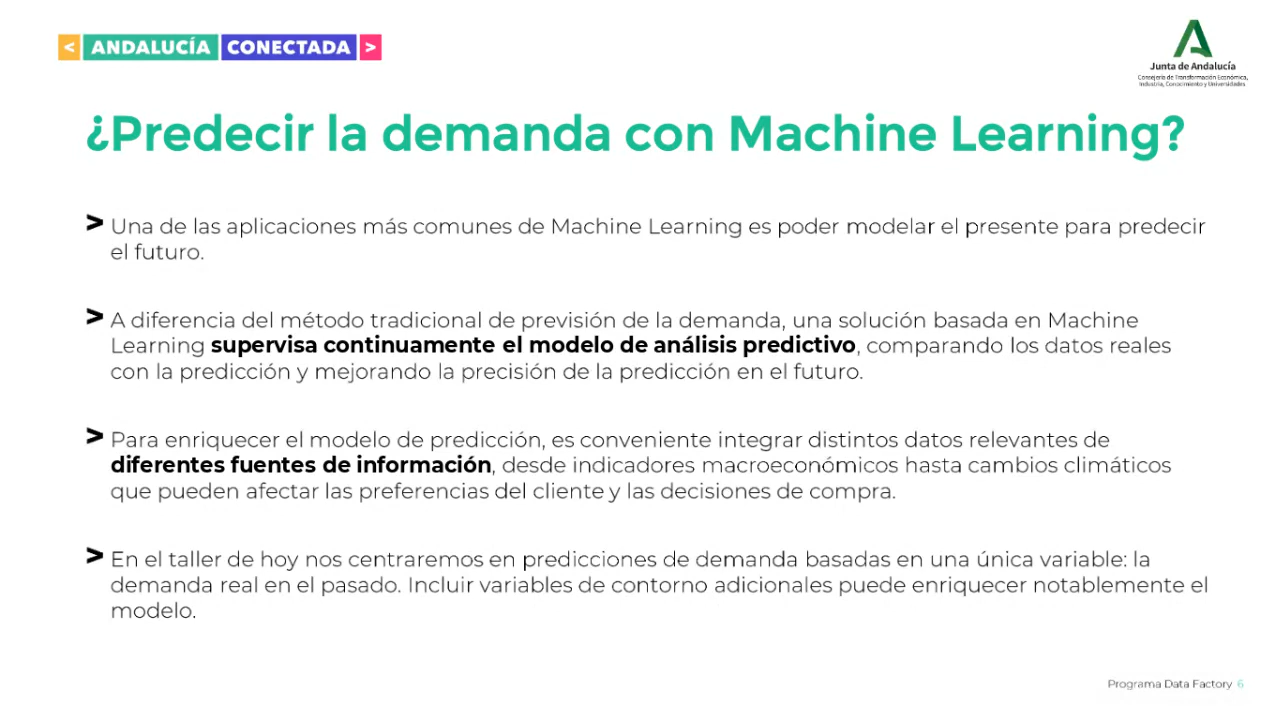 < ANDALUCÍA CONECTADA >
Junta de Andalucía
Consejería de Transformación Económica,
Industria, Conocimiento y Universidades
¿Predecir la demanda con Machine Learning?
> Una de las aplicaciones más comunes de Machine Learning es poder modelar el presente para predecir
el futuro.
> A diferencia del método tradicional de previsión de la demanda, una solución basada en Machine
Learning supervisa continuamente el modelo de análisis predictivo, comparando los datos reales
con la predicción y mejorando la precisión de la predicción en el futuro.
> Para enriquecer el modelo de predicción, es conveniente integrar distintos datos relevantes de
diferentes fuentes de información, desde indicadores macroeconómicos hasta cambios climáticos
que pueden afectar las preferencias del cliente y las decisiones de compra.
> En el taller de hoy nos centraremos en predicciones de demanda basadas en una única variable: la
demanda real en el pasado. Incluir variables de contorno adicionales puede enriquecer notablemente el
modelo.
Programa Data Factory 6